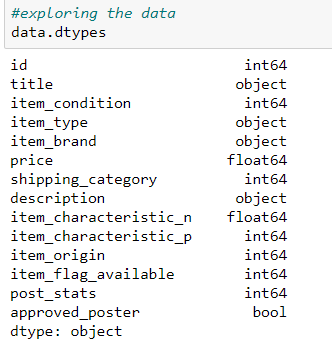 #exploring the data
data.dtypes
id int64
title object
item_condition int64
item_type object
item_brand object
price float64
shipping_category int64
description object
item_characteristic_n float64
item_characteristic_p int64
item_origin int64
item_flag_available int64
post_stats int64
approved_poster bool
dtype: object